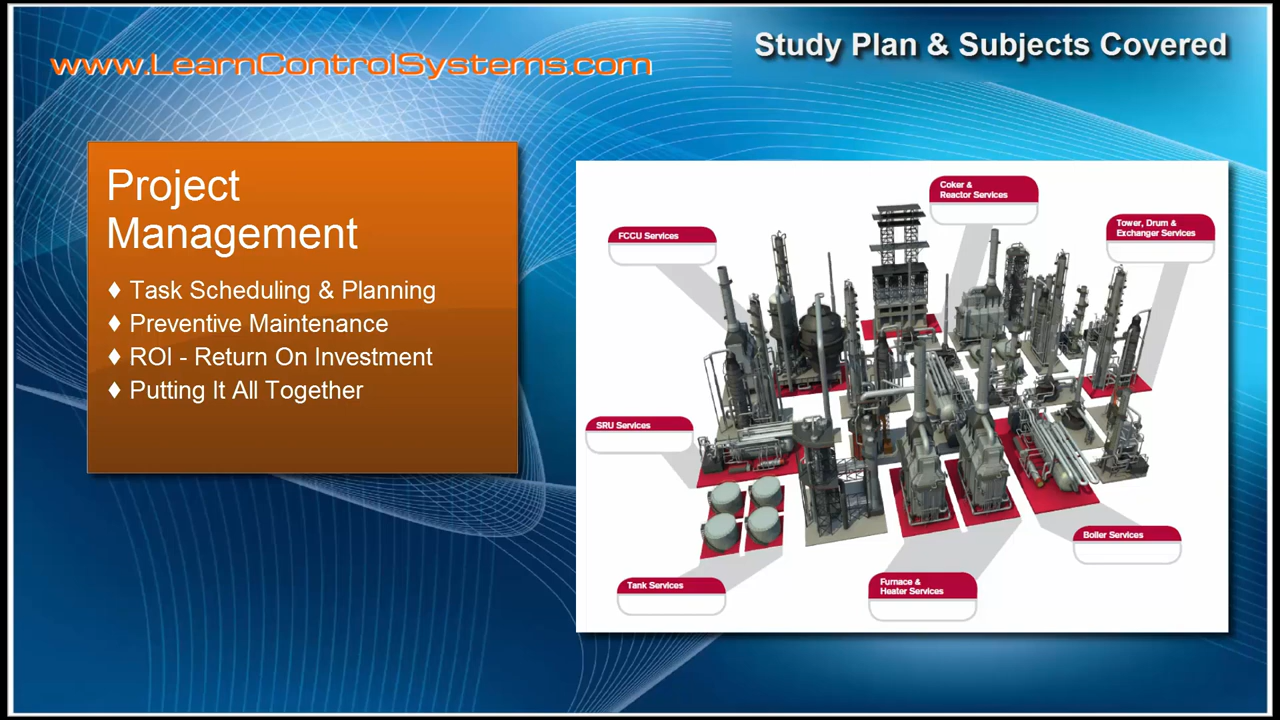 www.LearnControlSystems.com
Study Plan & Subjects Covered
Project
Management
♦ Task Scheduling & Planning
♦ Preventive Maintenance
♦ ROI - Return On Investment
♦ Putting It All Together
Coker &
Reactor Services
FCCU Services
Tower, Drum &
Exchanger Services
SRU Services
Boiler Services
Tank Services
Furnace &
Heater Services